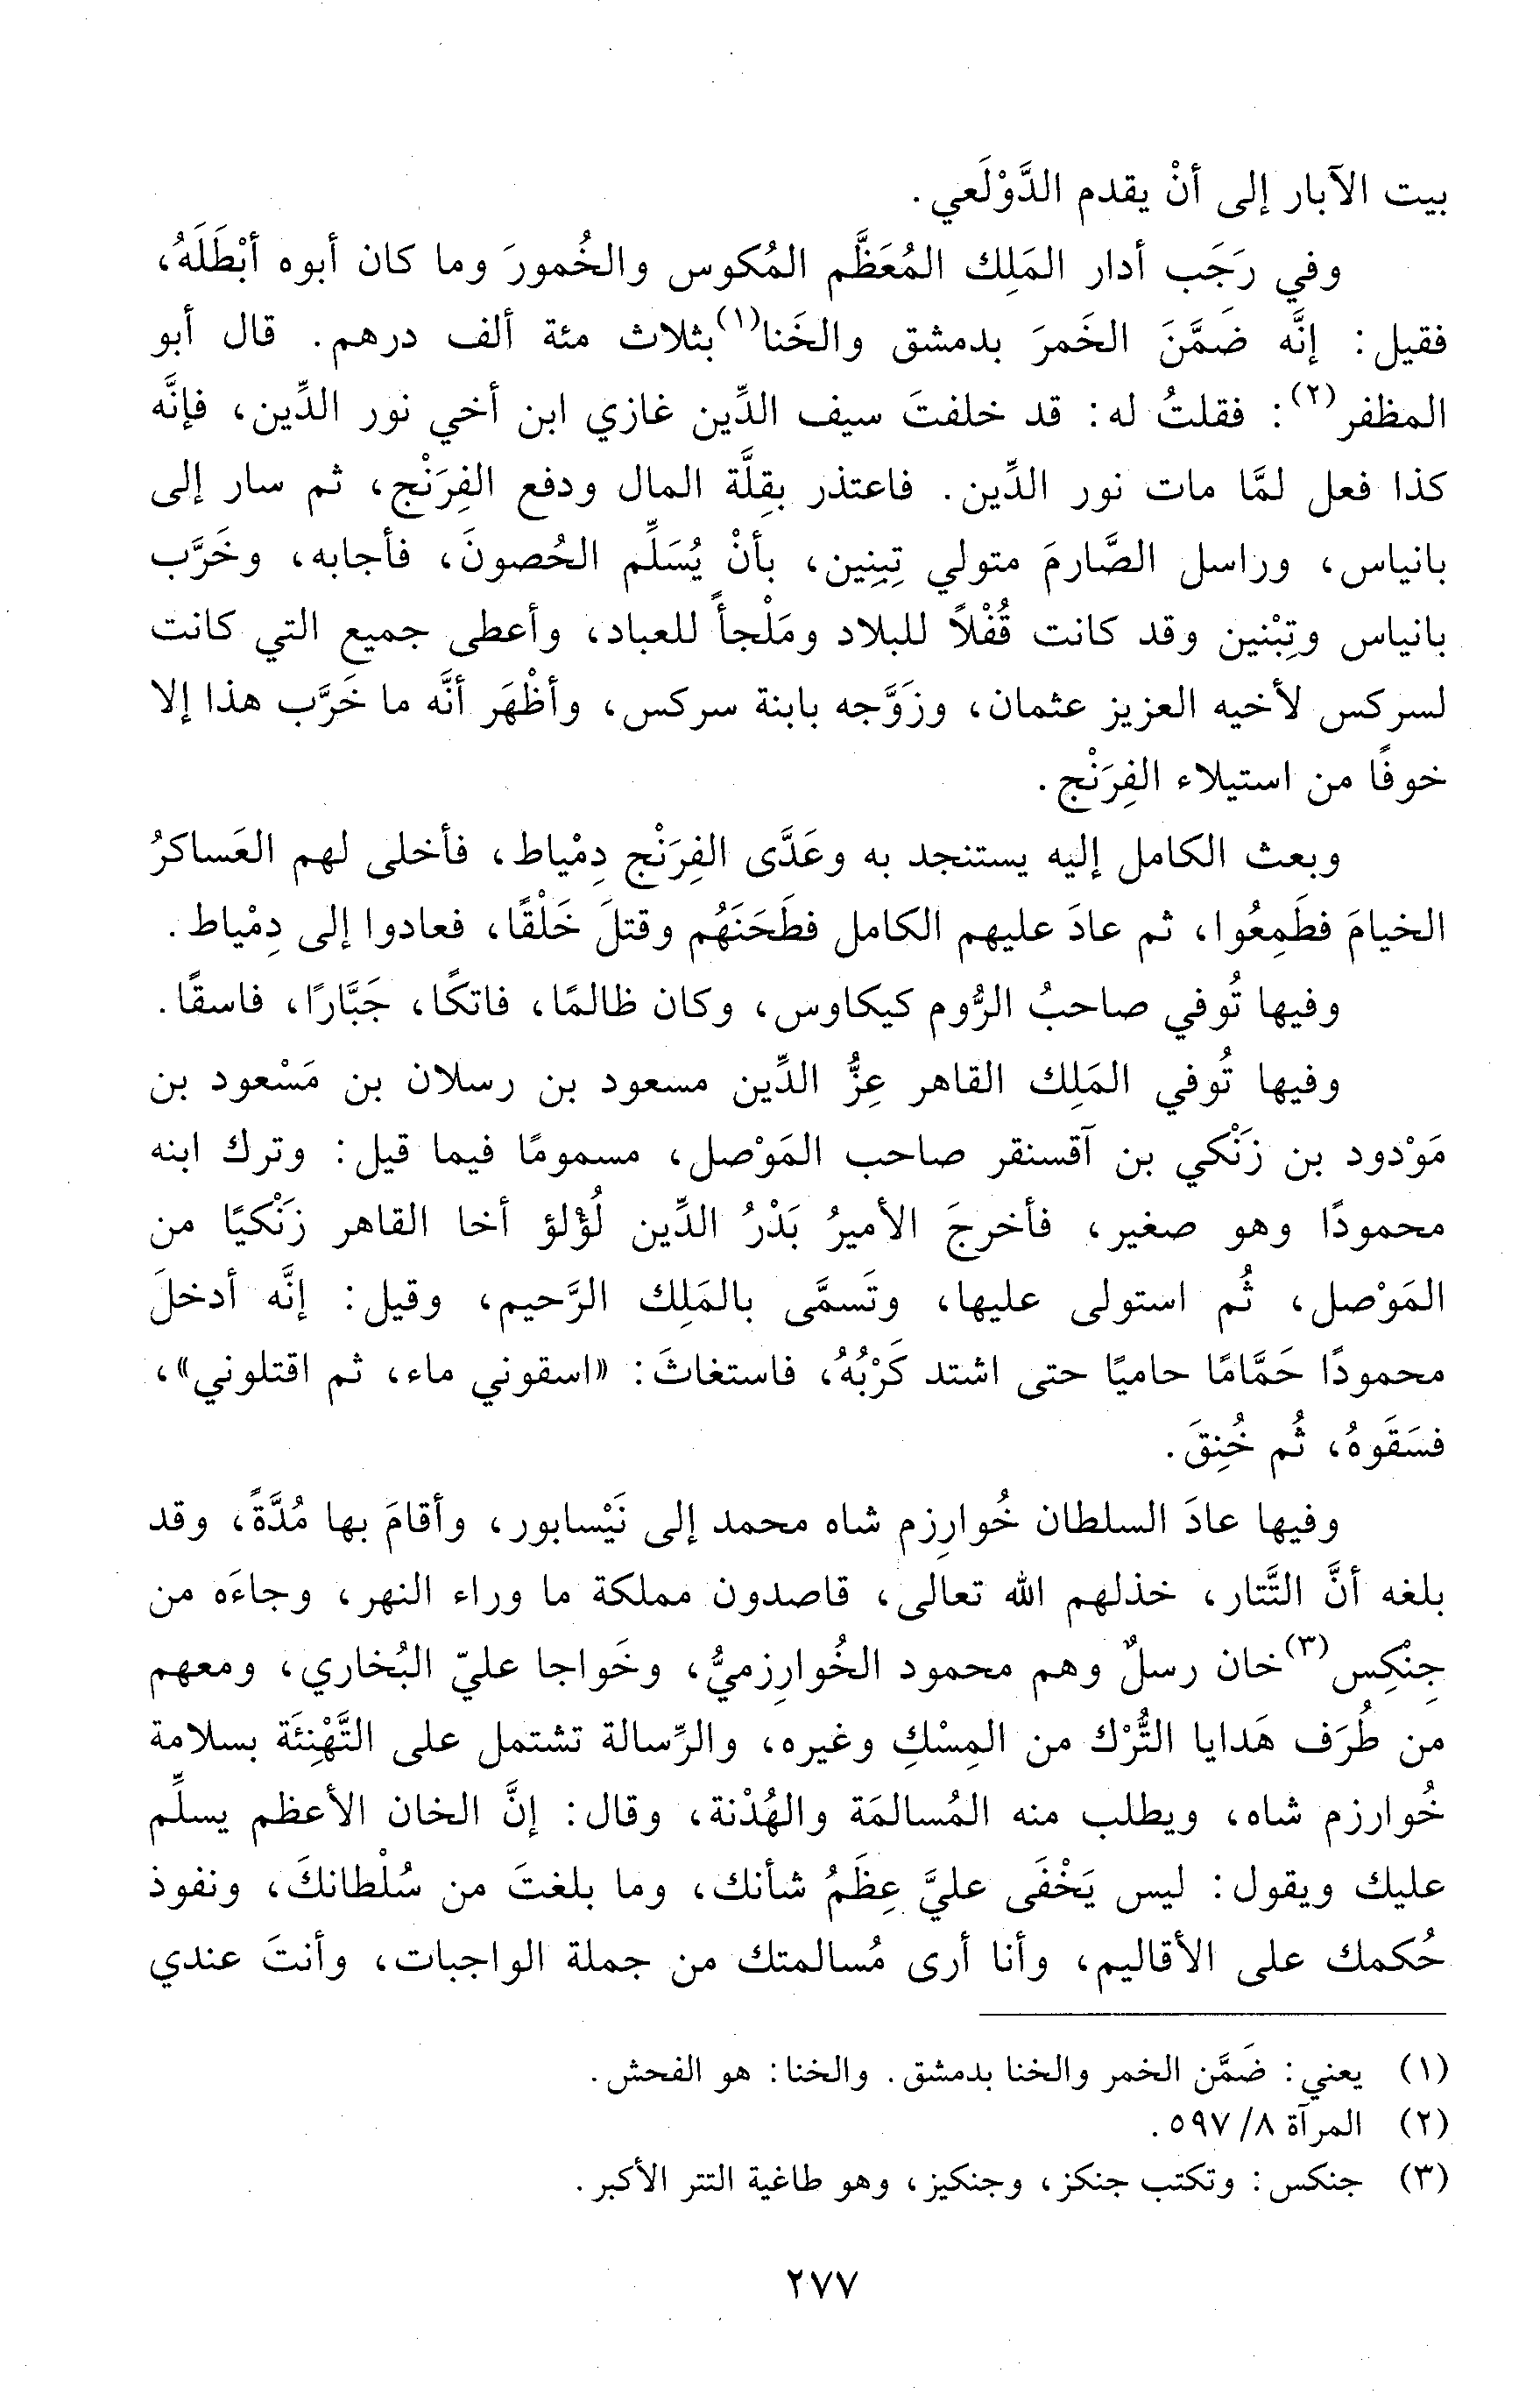 بيت الآبار إلى أنْ يقدم الدَّوْلَعي.
وفي رَجَب أدار المَلِك المُعَظَّم المُكوس والخُمورَ وما كان أبوه أبْطَلَهُ،
فقيل: إنَّه ضَمَّنَ الخَمرَ بدمشق والخَنا(١) بثلاث مئة ألف درهم. قال أبو
المظفر(٢): فقلتُ له: قد خلفتَ سيف الدِّين غازي ابن أخي نور الدِّين، فإنَّه
كذا فعل لمَّا مات نور الدِّين. فاعتذر بقِلَّة المال ودفع الفِرَنْج، ثم سار إلى
بانياس، وراسل الصَّارمَ متولي تِبنِين، بأنْ يُسَلِّم الحُصونَ، فأجابه، وخَرَّب
بانياس وتِبْنين وقد كانت قُفْلاً للبلاد ومَلْجأً للعباد، وأعطى جميع التي كانت
لسركس لأخيه العزيز عثمان، وزَوَّجه بابنة سركس، وأظْهَر أنَّه ما خَرَّب هذا إلا
خوفًا من استيلاء الفِرَنْج.
وبعث الكامل إليه يستنجد به وعَدَّى الفِرَنْج دِمْياط، فأخلى لهم العَساكرُ
الخيامَ فطَمِعُوا، ثم عادَ عليهم الكامل فطَحَنَهُم وقتلَ خَلْقًا، فعادوا إلى دِمْياط.
وفيها تُوفي صاحبُ الرُّوم كيكاوس، وكان ظالمًا، فاتكًا، جَبَّارًا، فاسقًا.
وفيها تُوفي المَلِك القاهر عِزُّ الدِّين مسعود بن رسلان بن مَسْعود بن
مَوْدود بن زَنْكي بن آقسنقر صاحب المَوْصل، مسمومًا فيما قيل: وترك ابنه
محمودًا وهو صغير، فأخرجَ الأميرُ بَدْرُ الدِّين لُؤْلؤ أخا القاهر زَنْكيًا من
المَوْصل، ثُم استولى عليها، وتَسمَّى بالمَلِك الرَّحيم، وقيل: إنَّه أدخلَ
محمودًا حَمَّامًا حاميًا حتى اشتد كَرْبُهُ، فاستغاثَ: «اسقوني ماء، ثم اقتلوني»،
فسَقَوهُ، ثُم خُنِقَ.
وفيها عادَ السلطان خُوارِزم شاه محمد إلى نَيْسابور، وأقامَ بها مُدَّةً، وقد
بلغه أنَّ التَّتار، خذلهم الله تعالى، قاصدون مملكة ما وراء النهر، وجاءَه من
جِنْكِس(٣) خان رسلٌ وهم محمود الخُوارِزميُّ، وخَواجا عليّ البُخاري، ومعهم
من طُرَف هَدايا التُّرْك من المِسْكِ وغيره، والرِّسالة تشتمل على التَّهْنِئَة بسلامة
خُوارزم شاه، ويطلب منه المُسالمَة والهُدْنة، وقال: إنَّ الخان الأعظم يسلِّم
عليك ويقول: ليس يَخْفَى عليَّ عِظَمُ شأنك، وما بلغتَ من سُلْطانكَ، ونفوذ
حُكمك على الأقاليم، وأنا أرى مُسالمتك من جملة الواجبات، وأنتَ عندي
(١) يعني: ضَمَّن الخمر والخنا بدمشق. والخنا: هو الفحش.
(٢) المرآة ٨/ ٥٩٧.
(٣) جنكس: وتكتب جنكز، وجنكيز، وهو طاغية التتر الأكبر.
٢٧٧